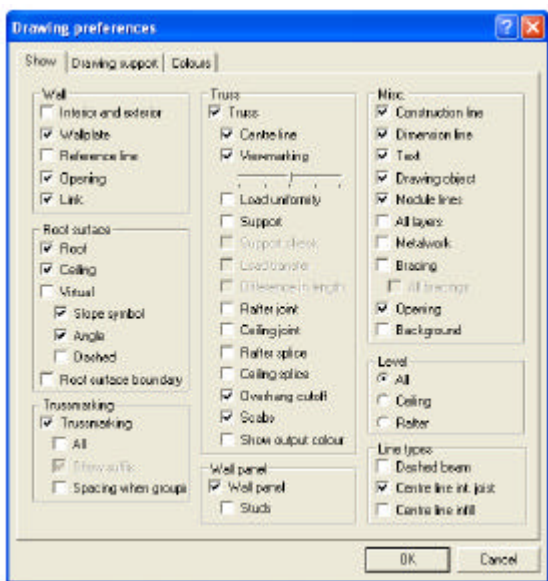 Drawing preferences
Show
Drawing support
Colours
Wall
Interior and exterior
Wallplate
Reference line
Opening
Link
Roof surface
Roof
Ceiling
Virtual
Slope symbol
Angle
Dashed
Roof surface boundary
Trussmarking
Trussmarking
All
Show suffix
Spacing when groupi
Truss
Truss
Centre line
Viewmarking
Load uniformity
Support
Support check
Load transfer
Difference in length
Rafter joint
Ceiling joint
Rafter splice
Ceiling splice
Overhang cutoff
Scabs
Show output colour
Wall panel
Wall panel
Studs
Misc.
Construction line
Dimension line
Text
Drawing object
Module lines
All layers
Metalwork
Bracing
All bracings
Opening
Background
Level
All
Ceiling
Rafter
Line types
Dashed beam
Centre line int. joist
Centre line infill
OK
Cancel